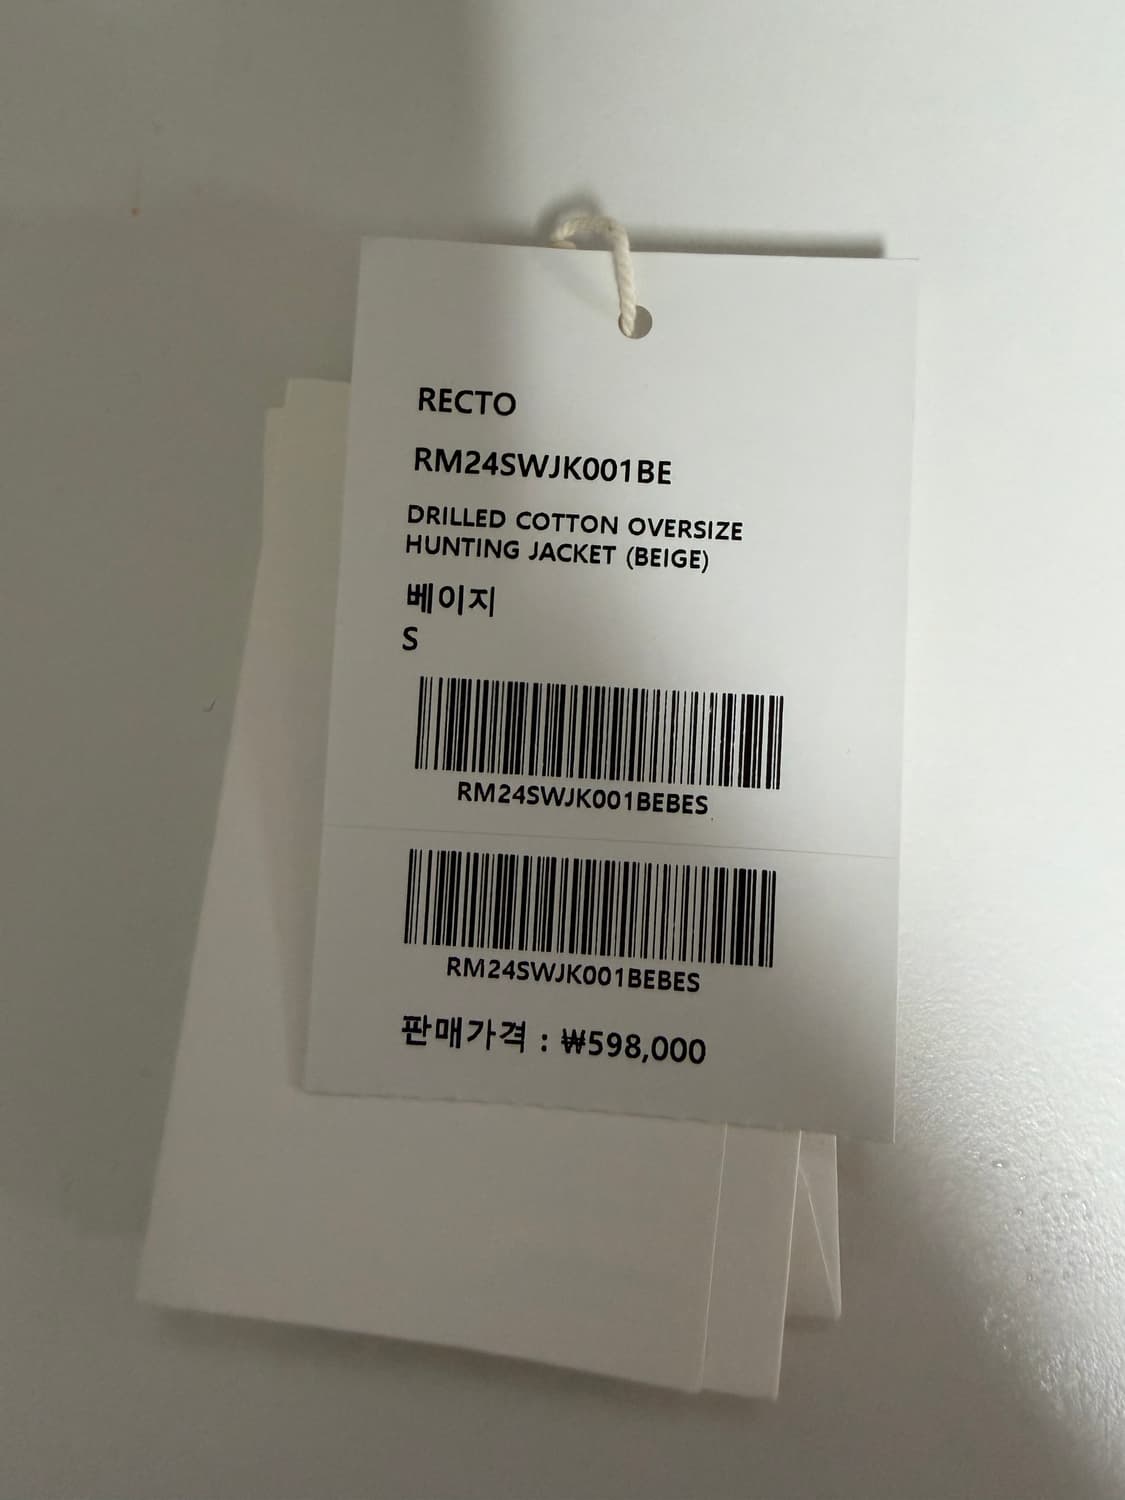 RECTO
RM24SWJK001BE
DRILLED COTTON OVERSIZE
HUNTING JACKET (BEIGE)
베이지
S
RM24SWJK001BEBES
RM24SWJK001BEBES
판매가격 : ₩598,000